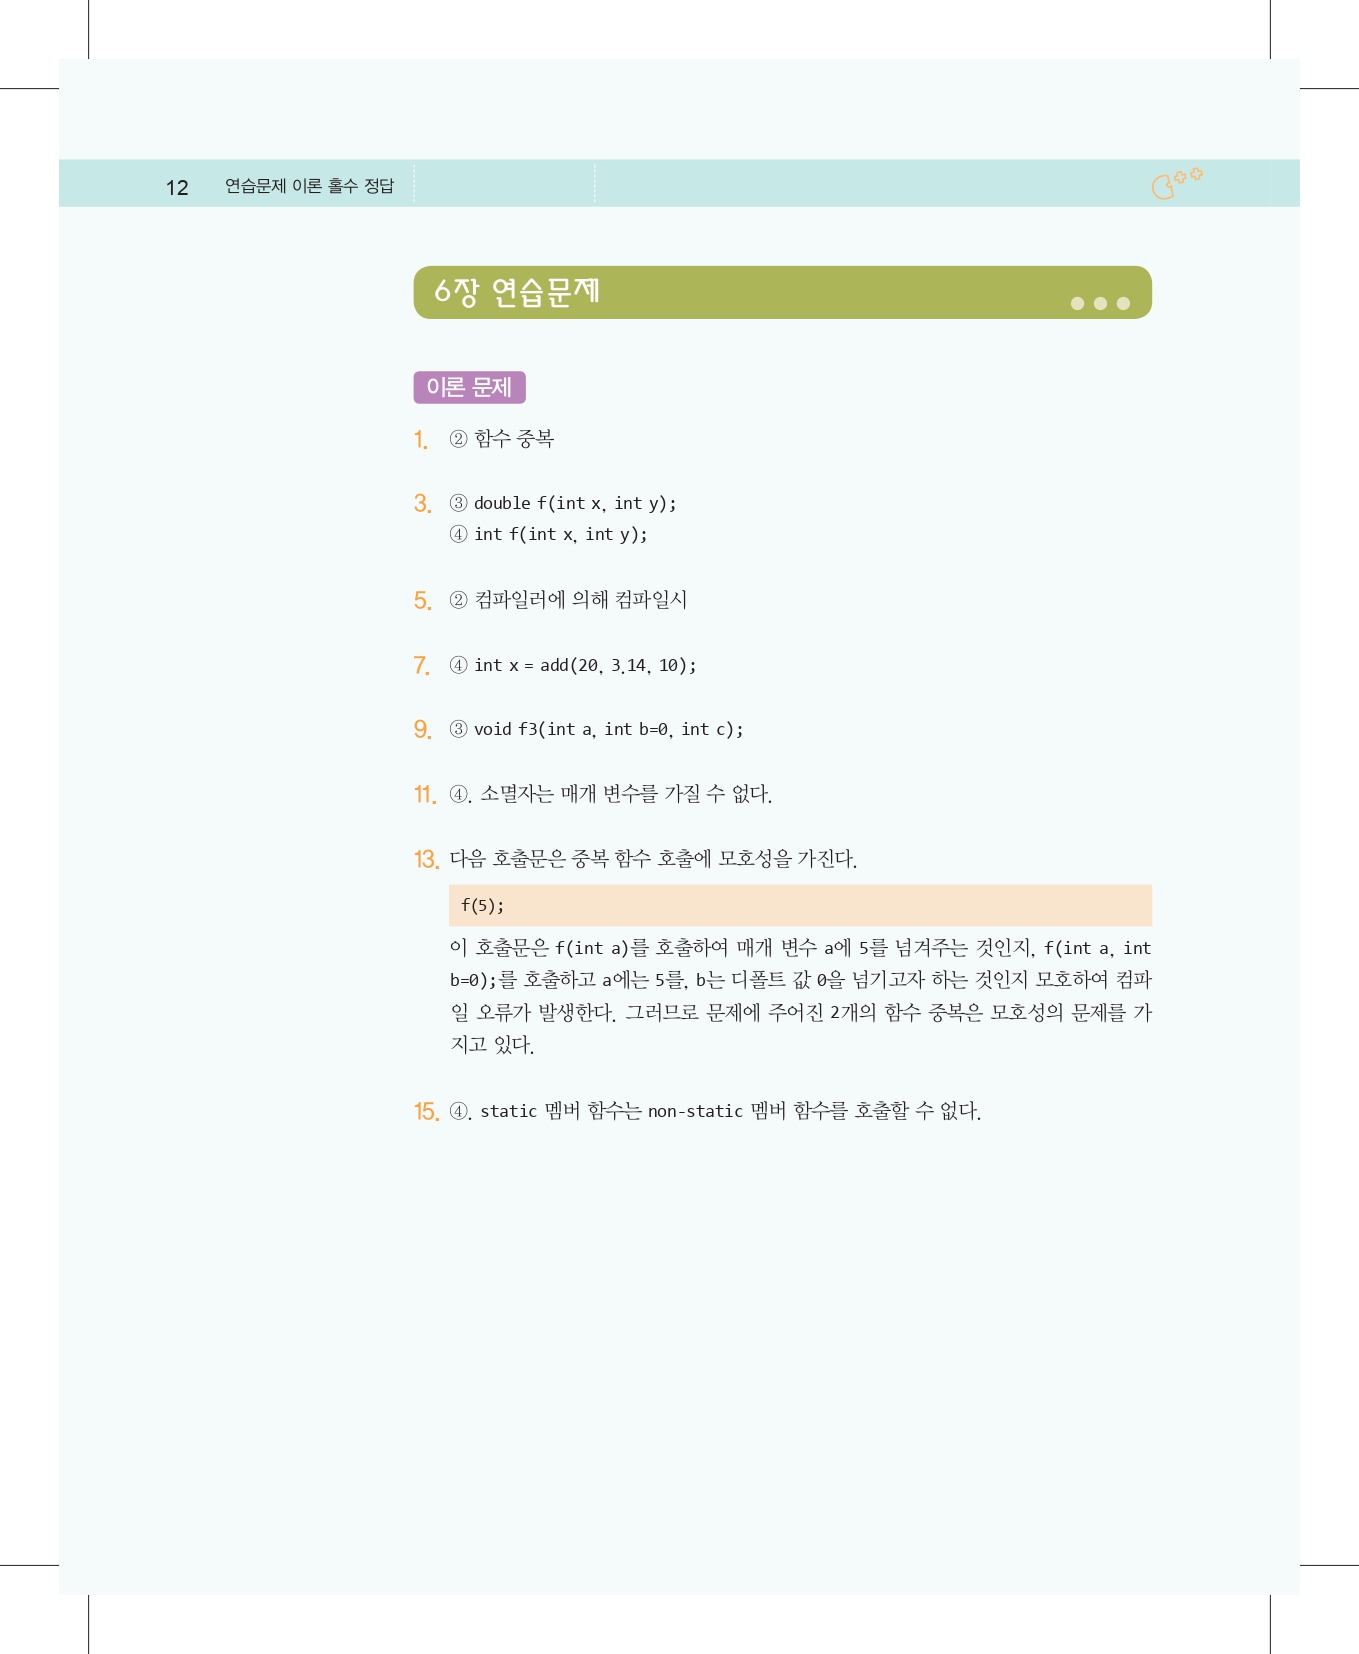 12 연습문제 이론 홀수 정답
6장 연습문제
이론 문제
1. ② 함수 중복
3. ③ double f(int x, int y);
④ int f(int x, int y);
5. ② 컴파일러에 의해 컴파일시
7. ④ int x = add(20, 3.14, 10);
9. ③ void f3(int a, int b=0, int c);
11. ④. 소멸자는 매개 변수를 가질 수 없다.
13. 다음 호출문은 중복 함수 호출에 모호성을 가진다.
f(5);
이 호출문은 f(int a)를 호출하여 매개 변수 a에 5를 넘겨주는 것인지, f(int a, int
b=0);를 호출하고 a에는 5를, b는 디폴트 값 0을 넘기고자 하는 것인지 모호하여 컴파
일 오류가 발생한다. 그러므로 문제에 주어진 2개의 함수 중복은 모호성의 문제를 가
지고 있다.
15. ④. static 멤버 함수는 non-static 멤버 함수를 호출할 수 없다.